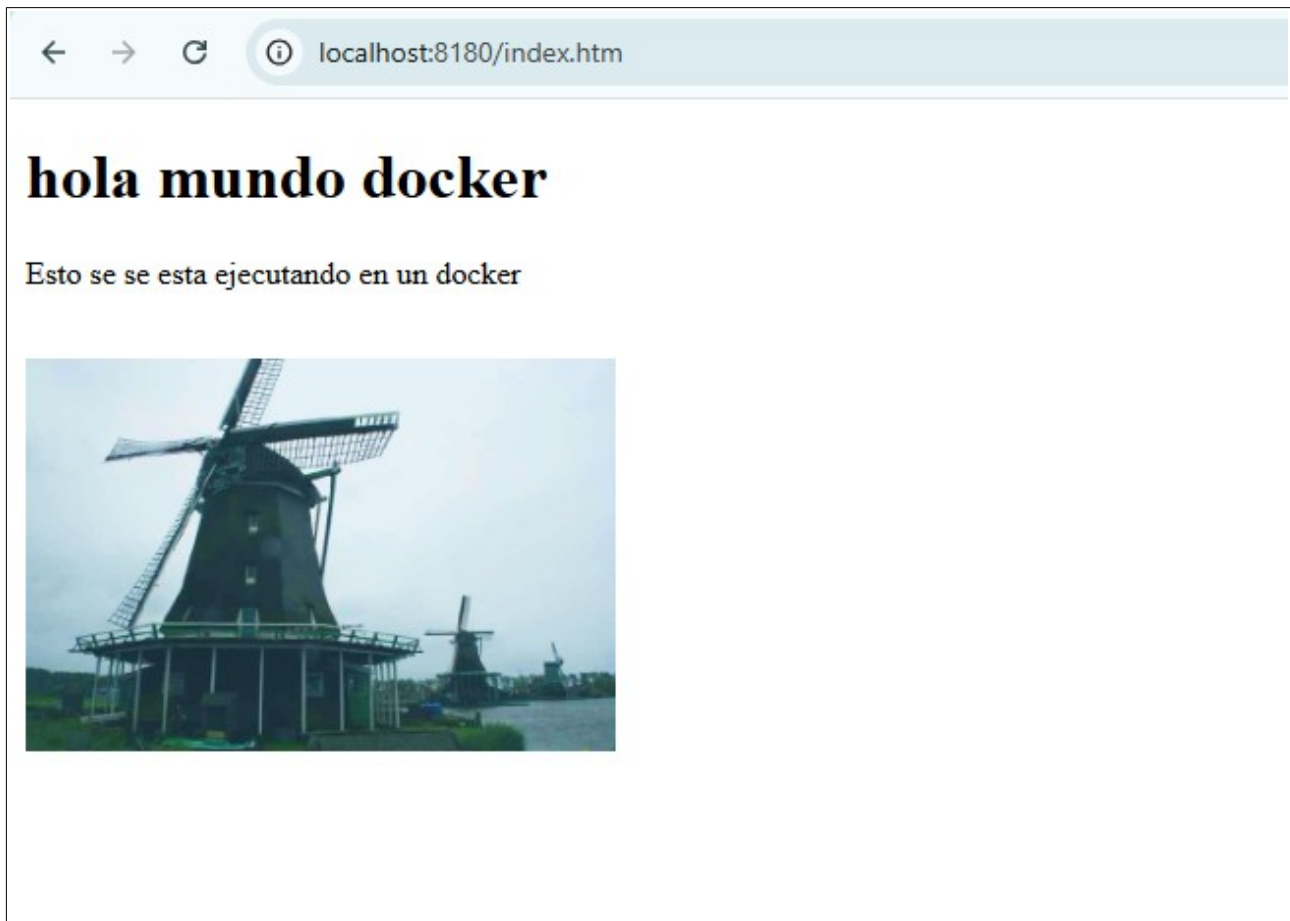 localhost:8180/index.htm
hola mundo docker
Esto se se esta ejecutando en un docker